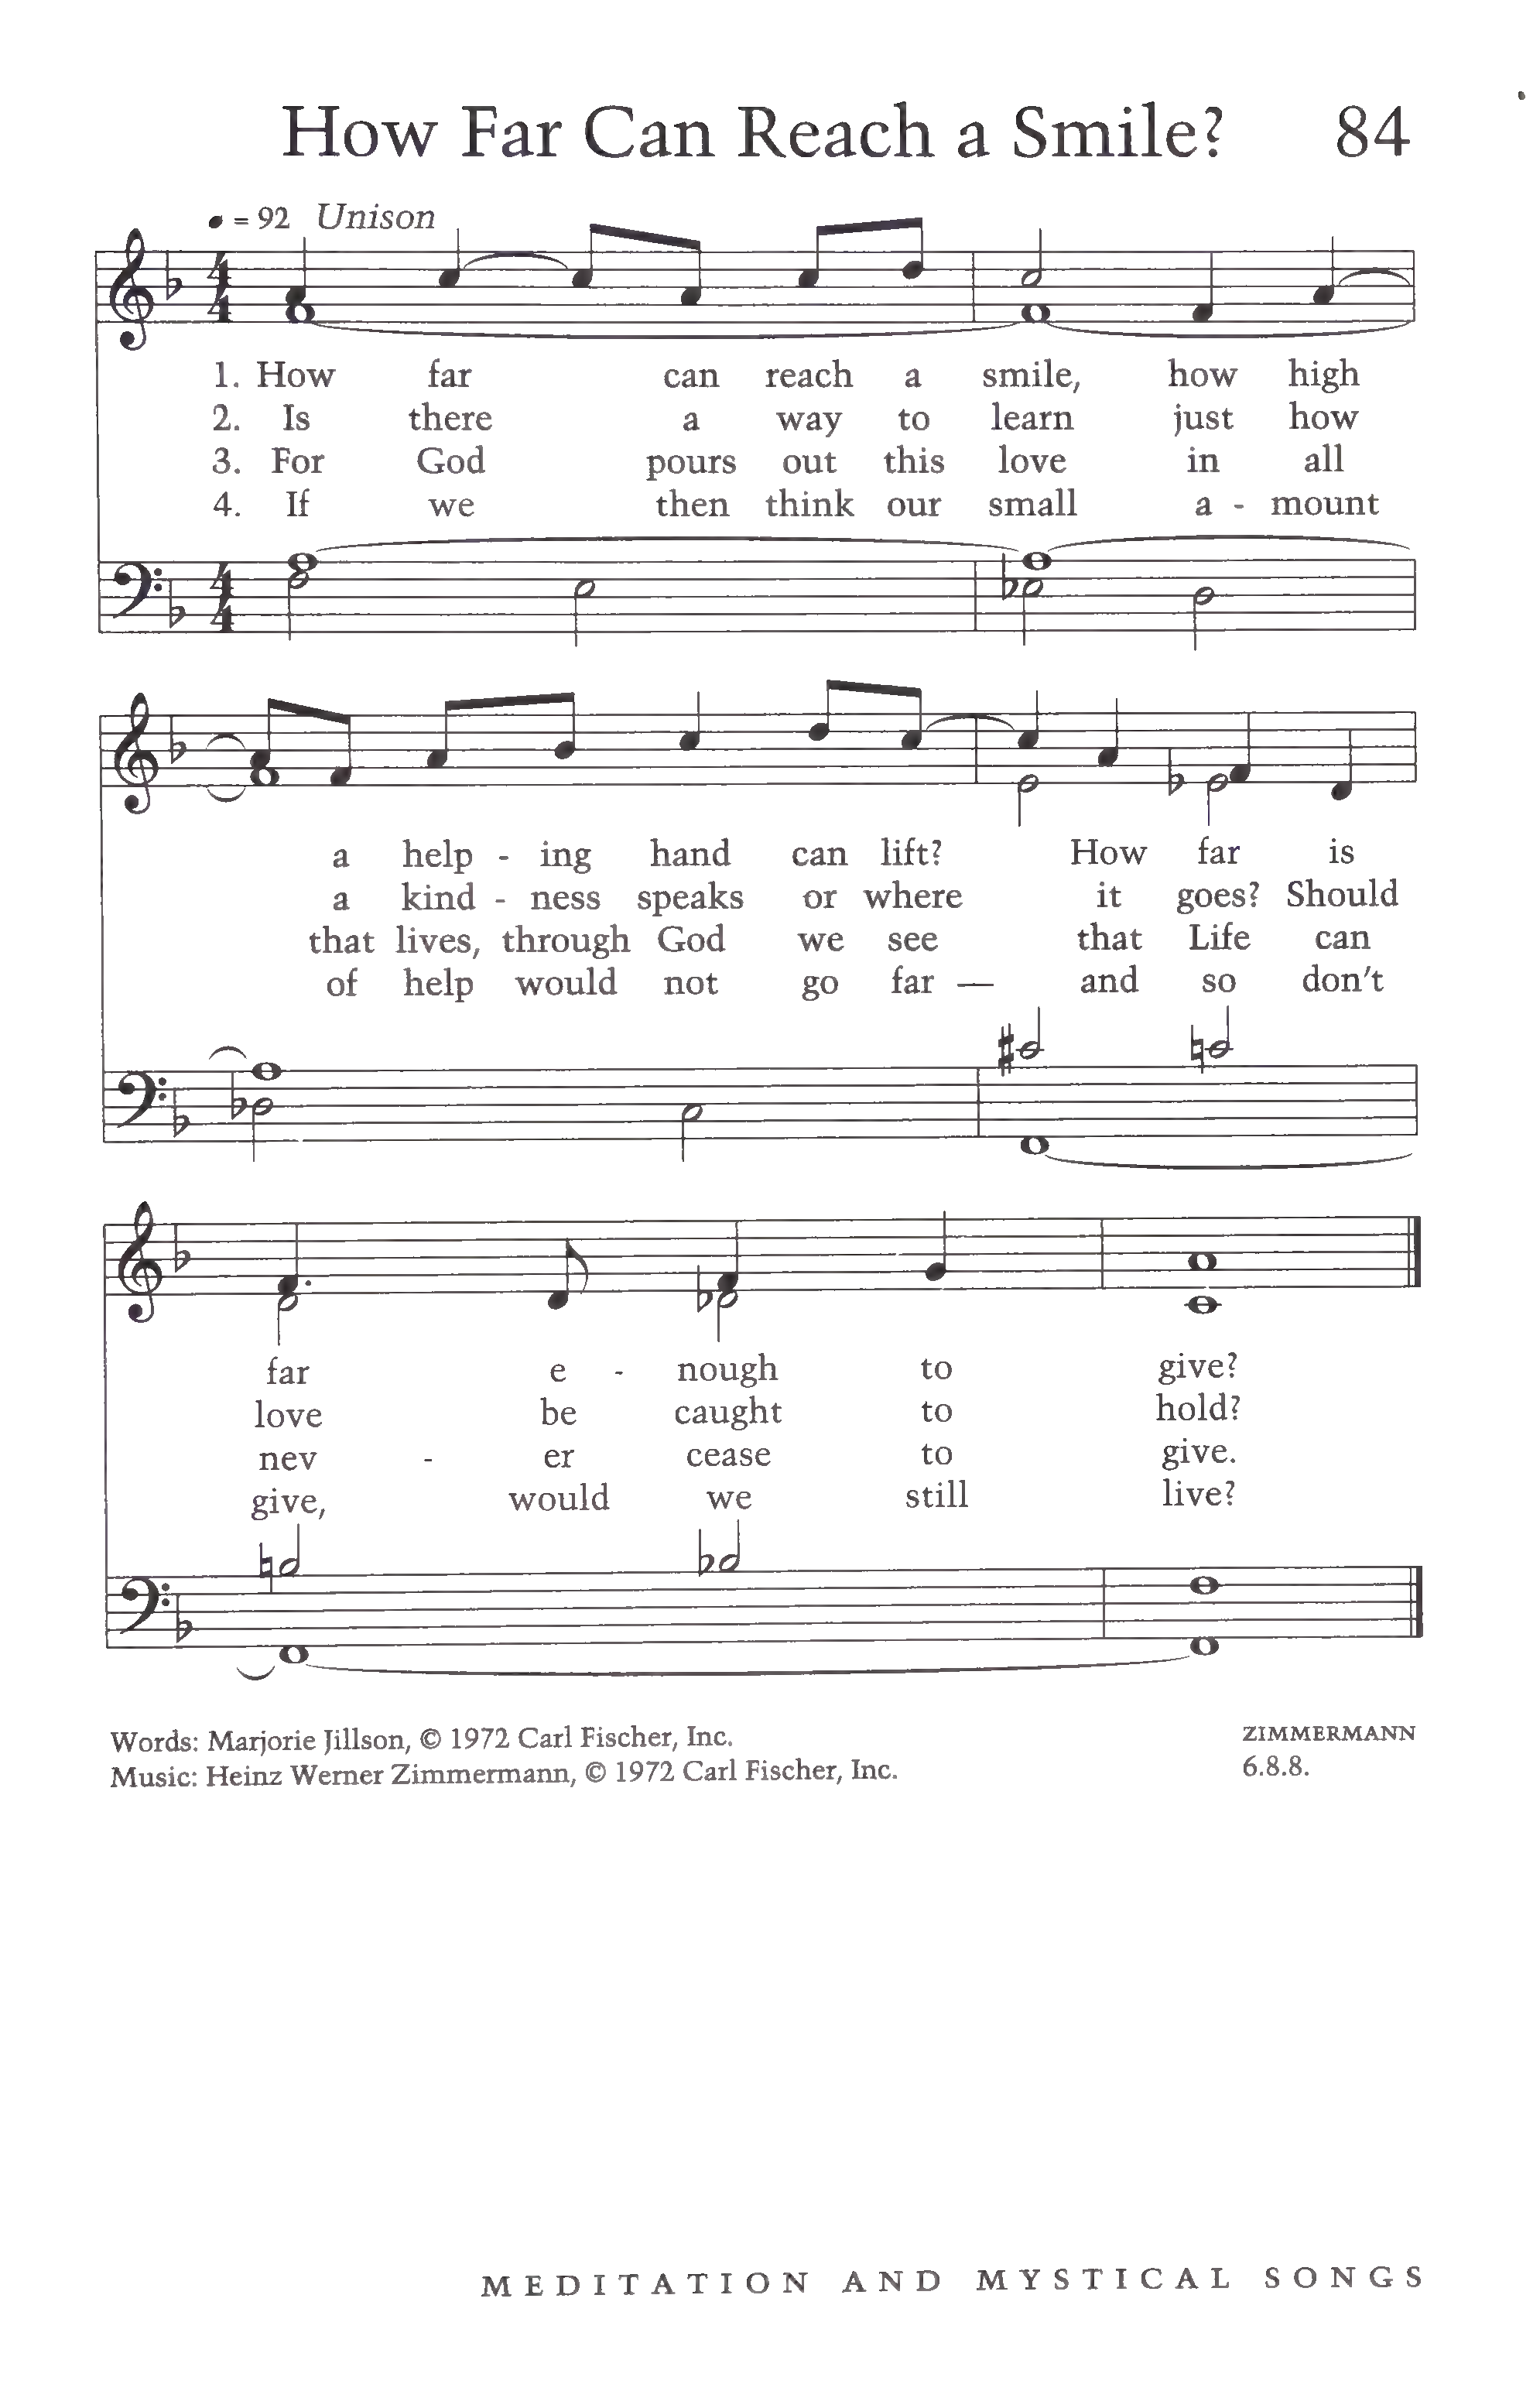 How Far Can Reach a Smile? 84
♩ = 92 Unison
1. How far can reach a smile, how high
2. Is there a way to learn just how
3. For God pours out this love in all
4. If we then think our small a - mount
a help - ing hand can lift? How far is
a kind - ness speaks or where it goes? Should
that lives, through God we see that Life can
of help would not go far — and so don't
far e - nough to give?
love be caught to hold?
nev - er cease to give.
give, would we still live?
Words: Marjorie Jillson, © 1972 Carl Fischer, Inc. ZIMMERMANN
Music: Heinz Werner Zimmermann, © 1972 Carl Fischer, Inc. 6.8.8.
MEDITATION AND MYSTICAL SONGS